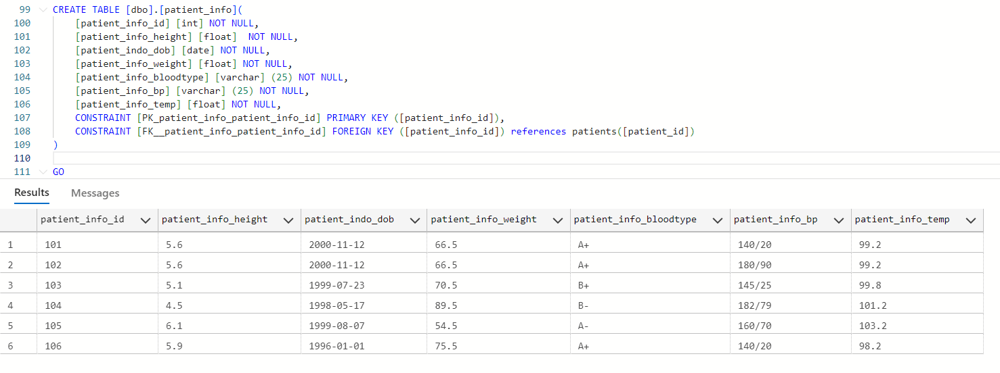 99 CREATE TABLE [dbo].[patient_info](
100 [patient_info_id] [int] NOT NULL,
101 [patient_info_height] [float]  NOT NULL,
102 [patient_indo_dob] [date] NOT NULL,
103 [patient_info_weight] [float] NOT NULL,
104 [patient_info_bloodtype] [varchar] (25) NOT NULL,
105 [patient_info_bp] [varchar] (25) NOT NULL,
106 [patient_info_temp] [float] NOT NULL,
107 CONSTRAINT [PK_patient_info_patient_info_id] PRIMARY KEY ([patient_info_id]),
108 CONSTRAINT [FK__patient_info_patient_info_id] FOREIGN KEY ([patient_info_id]) references patients([patient_id])
109 )
110
111 GO
Results Messages
patient_info_id patient_info_height patient_indo_dob patient_info_weight patient_info_bloodtype patient_info_bp patient_info_temp
1 101 5.6 2000-11-12 66.5 A+ 140/20 99.2
2 102 5.6 2000-11-12 66.5 A+ 180/90 99.2
3 103 5.1 1999-07-23 70.5 B+ 145/25 99.8
4 104 4.5 1998-05-17 89.5 B- 182/79 101.2
5 105 6.1 1999-08-07 54.5 A- 160/70 103.2
6 106 5.9 1996-01-01 75.5 A+ 140/20 98.2